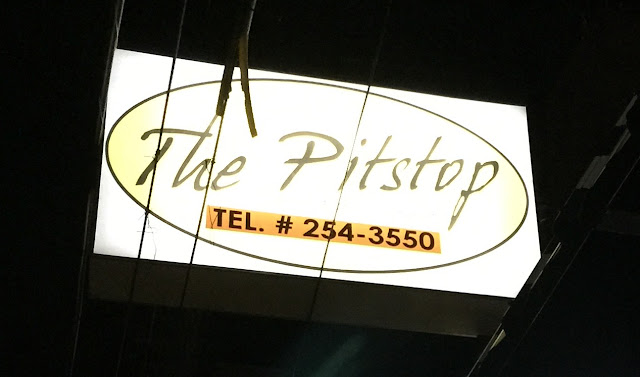 The Pitstop
TEL. # 254-3550